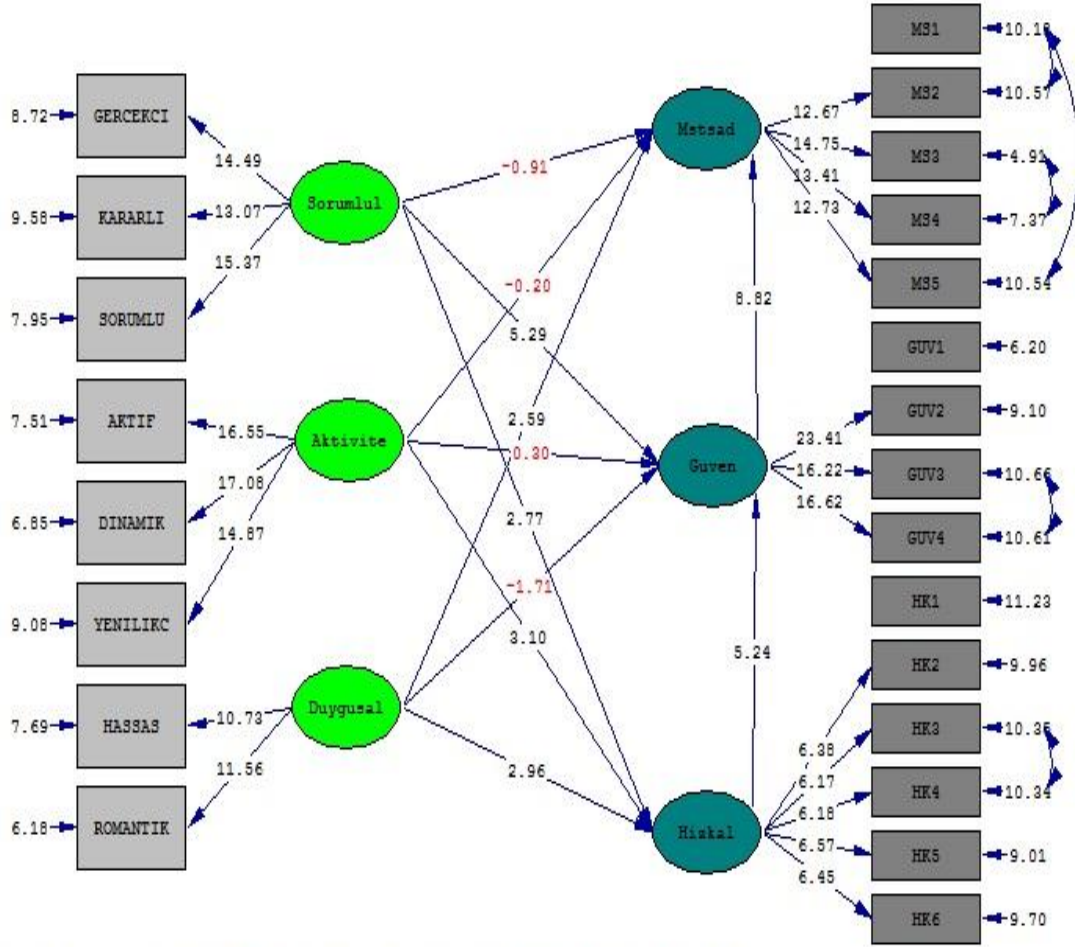 8.72
GERCEKCI
9.58
KARARLI
7.95
SORUMLU
7.51
AKTIF
6.85
DINAMIK
9.08
YENILIKC
7.69
HASSAS
6.18
ROMANTIK
14.49
13.07
15.37
16.55
17.08
14.87
10.73
11.56
Sorumlul
Aktivite
Duygusal
-0.91
-0.20
5.29
2.59
0.30
2.77
-1.71
3.10
2.96
Mstsad
8.82
Guven
5.24
Hizkal
12.67
14.75
13.41
12.73
23.41
16.22
16.62
6.38
6.17
6.18
6.57
6.45
MS1
MS2
10.57
MS3
4.91
MS4
7.37
MS5
10.54
GUV1
6.20
GUV2
9.10
GUV3
10.66
GUV4
10.61
HK1
11.23
HK2
9.96
HK3
HK4
10.34
HK5
9.01
HK6
9.70